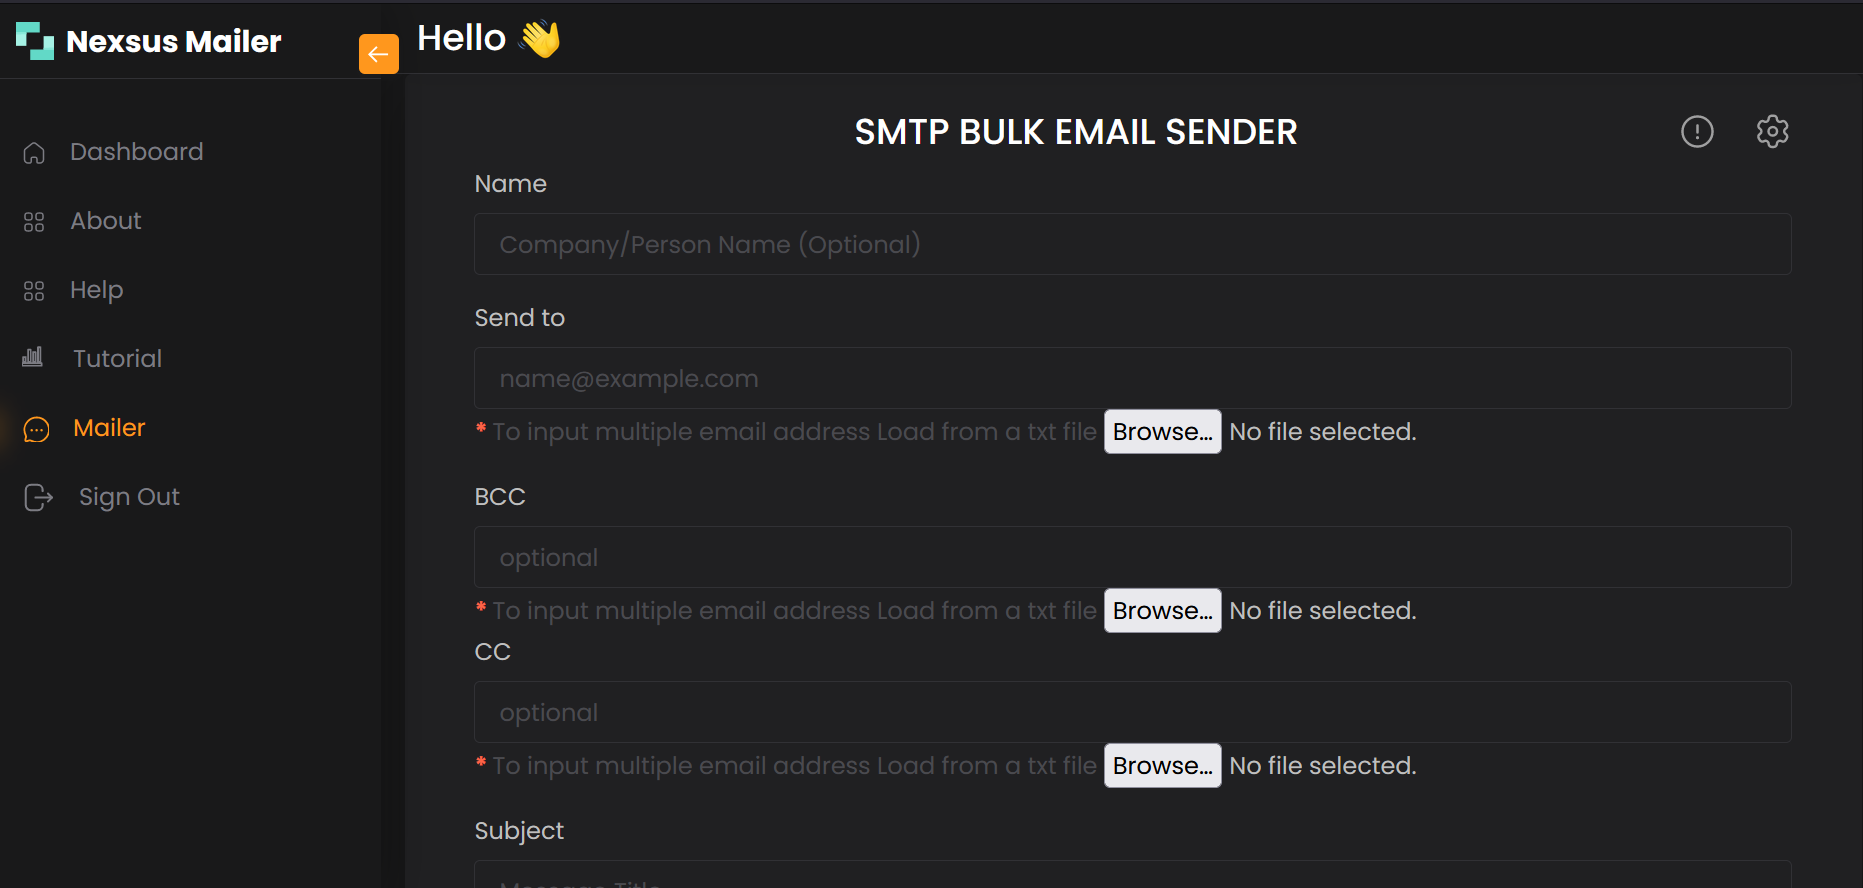 Nexsus Mailer
Hello 👋
Dashboard
About
Help
Tutorial
Mailer
Sign Out
SMTP BULK EMAIL SENDER
Name
Company/Person Name (Optional)
Send to
name@example.com
* To input multiple email address Load from a txt file Browse... No file selected.
BCC
optional
* To input multiple email address Load from a txt file Browse... No file selected.
CC
optional
* To input multiple email address Load from a txt file Browse... No file selected.
Subject
Message Title